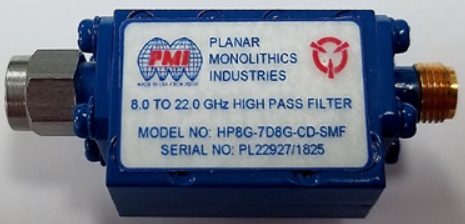 PMI
PLANAR
MONOLITHICS
INDUSTRIES
8.0 TO 22.0 GHz HIGH PASS FILTER
MODEL NO: HP8G-7D8G-CD-SMF
SERIAL NO: PL22927/1825